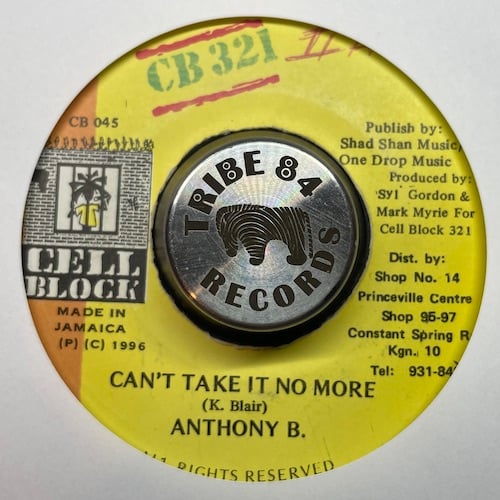 CB 321
CB 045
CELL
BLOCK
MADE IN
JAMAICA
(P) (C) 1996
TRIBE 84
RECORDS
Publish by:
Shad Shan Music,
One Drop Music
Produced by:
Syl Gordon &
Mark Myrie For
Cell Block 321
Dist. by:
Shop No. 14
Princeville Centre
Shop 95-97
Constant Spring R
Kgn. 10
Tel: 931-84
CAN'T TAKE IT NO MORE
(K. Blair)
ANTHONY B.
ALL RIGHTS RESERVED